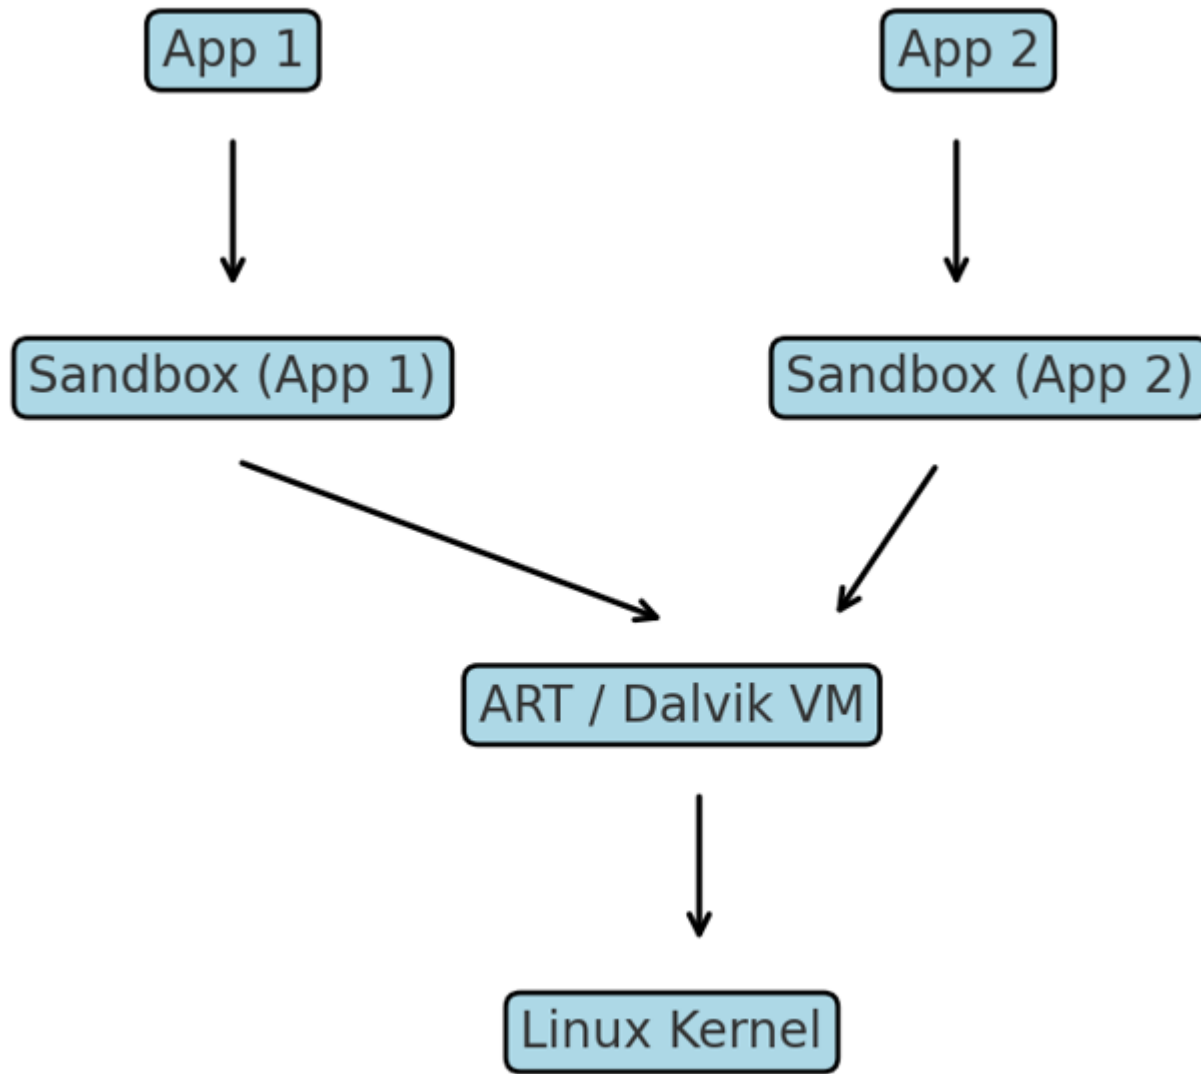 App 1
App 2
Sandbox (App 1)
Sandbox (App 2)
ART / Dalvik VM
Linux Kernel